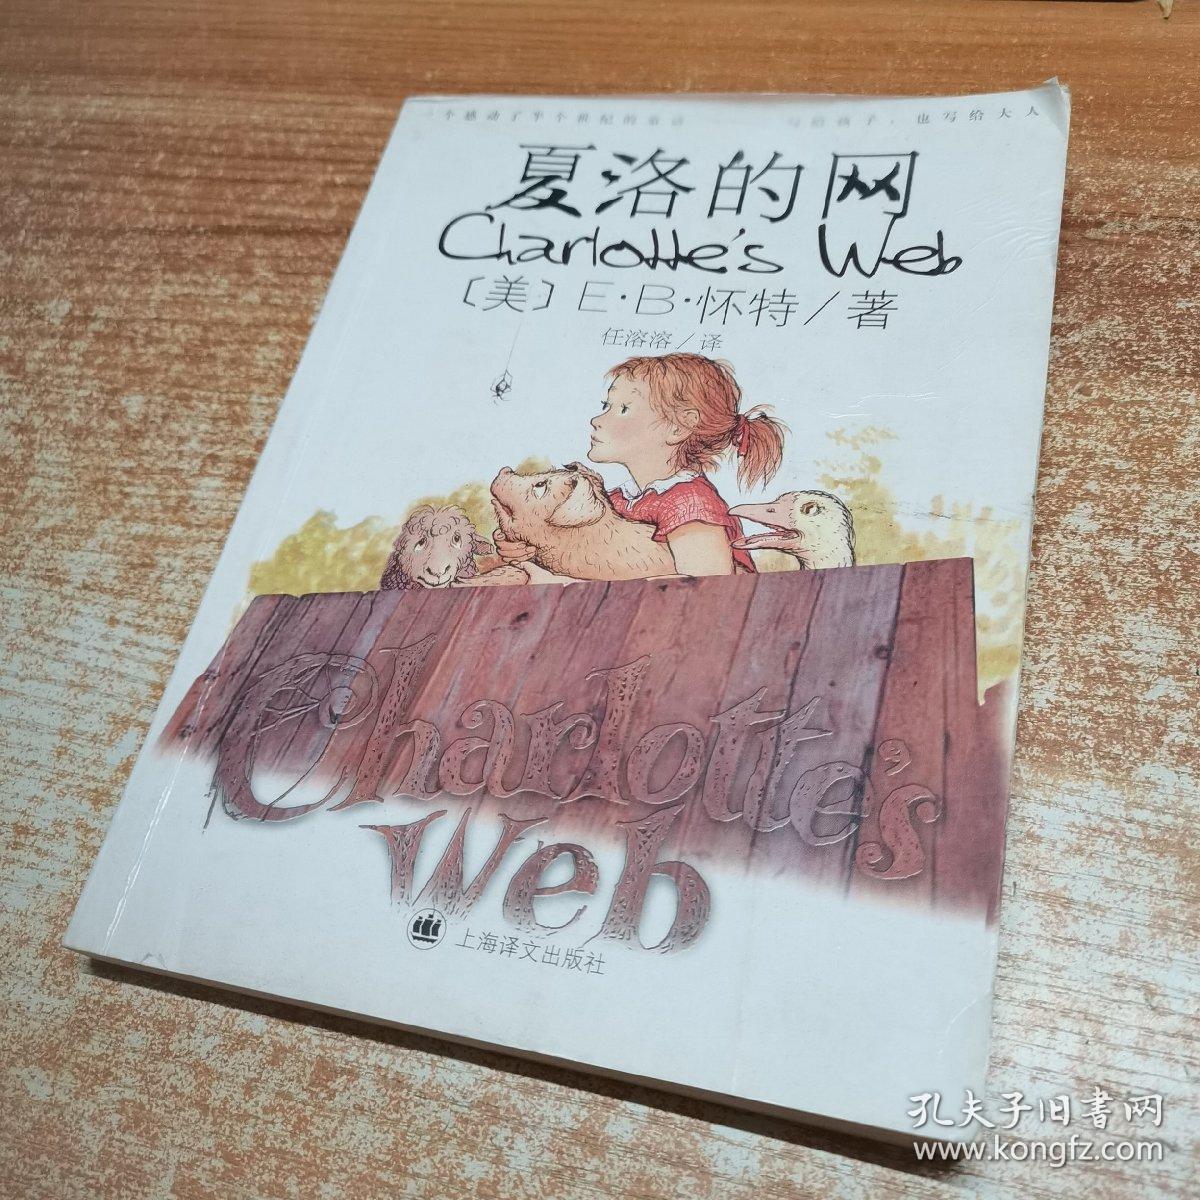 一个感动了半个世纪的童话 写给孩子，也写给大人
夏洛的网
Charlotte's Web
〔美〕E·B·怀特／著
任溶溶／译
Charlotte's
Web
上海译文出版社
孔夫子旧书网
www.kongfz.com